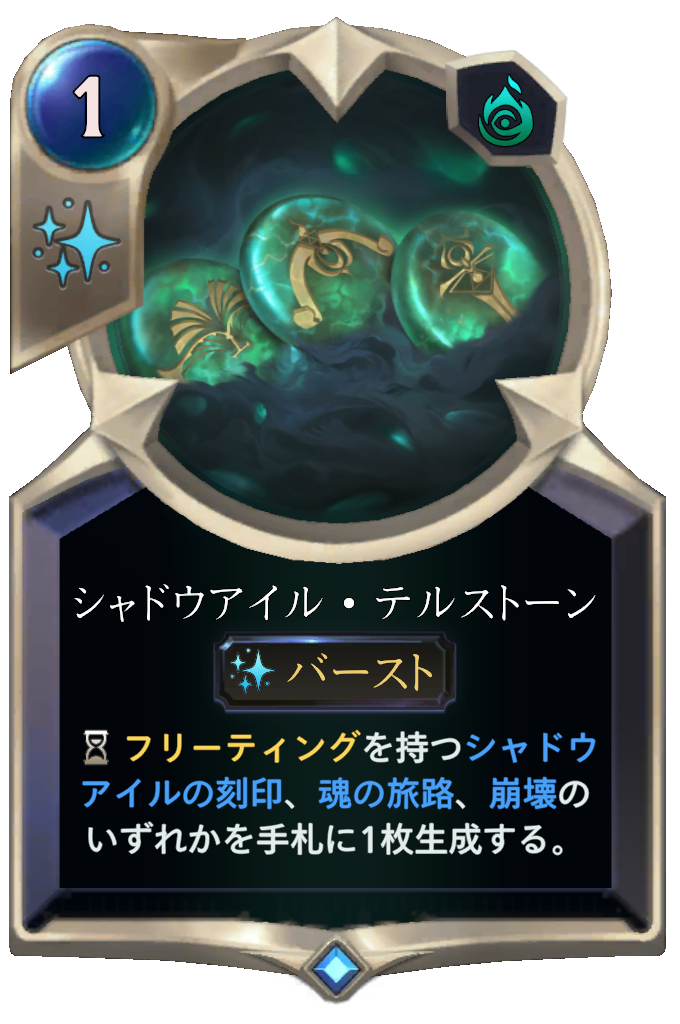 1
シャドウアイル・テルストーン
バースト
フリーティングを持つシャドウ
アイルの刻印、魂の旅路、崩壊の
いずれかを手札に1枚生成する。